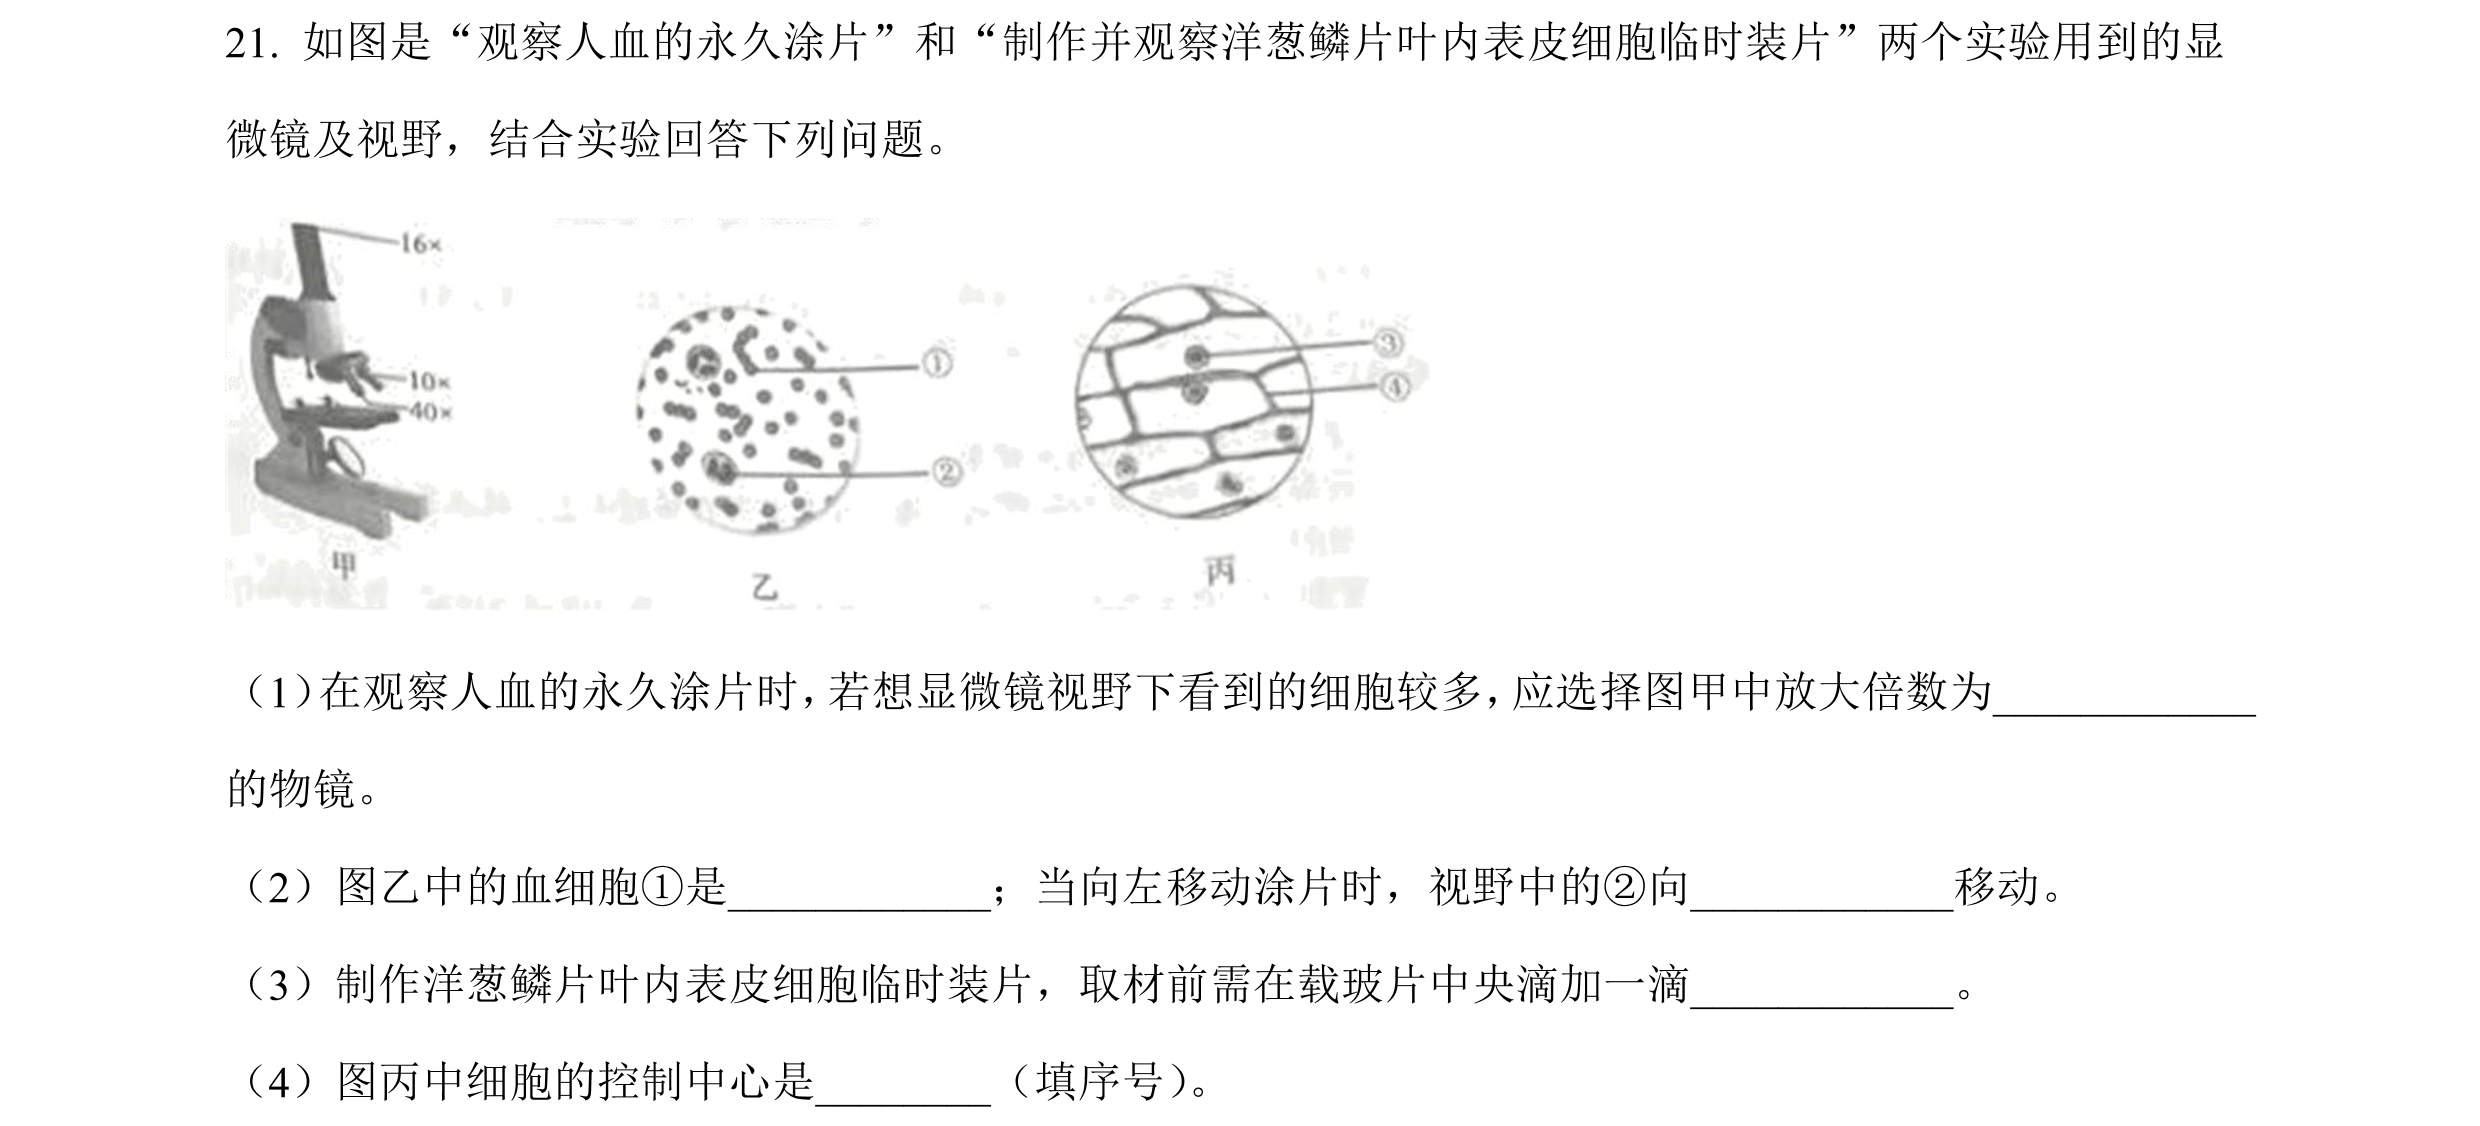 21. 如图是“观察人血的永久涂片”和“制作并观察洋葱鳞片叶内表皮细胞临时装片”两个实验用到的显
微镜及视野，结合实验回答下列问题。
16×
10×
40×
①
②
③
④
甲
乙
丙
（1）在观察人血的永久涂片时，若想显微镜视野下看到的细胞较多，应选择图甲中放大倍数为____________
的物镜。
（2）图乙中的血细胞①是____________；当向左移动涂片时，视野中的②向____________移动。
（3）制作洋葱鳞片叶内表皮细胞临时装片，取材前需在载玻片中央滴加一滴____________。
（4）图丙中细胞的控制中心是________（填序号）。